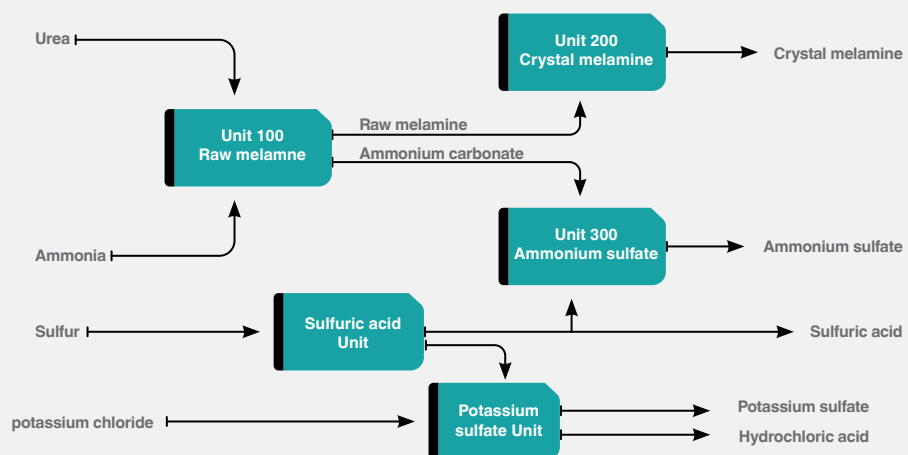 Urea
Unit 200
Crystal melamine
Crystal melamine
Unit 100
Raw melamne
Raw melamine
Ammonium carbonate
Ammonia
Unit 300
Ammonium sulfate
Ammonium sulfate
Sulfur
Sulfuric acid
Unit
Sulfuric acid
potassium chloride
Potassium
sulfate Unit
Potassium sulfate
Hydrochloric acid